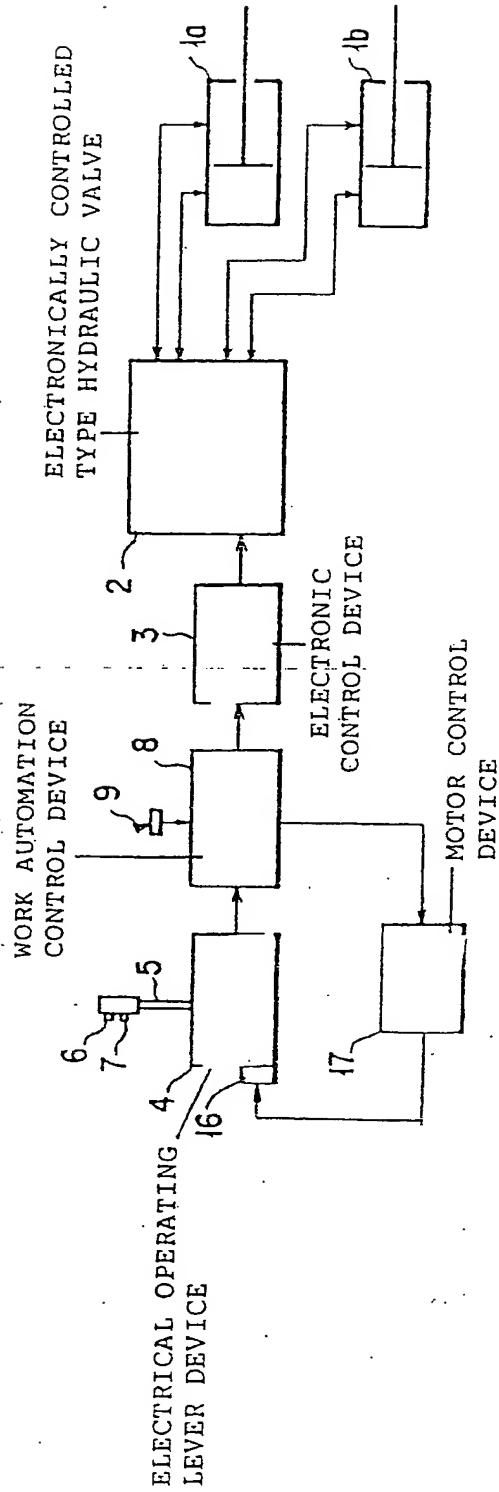 ELECTRONICALLY CONTROLLED
TYPE HYDRAULIC VALVE
1a
1b
2
3
ELECTRONIC
CONTROL DEVICE
WORK AUTOMATION
CONTROL DEVICE
8
9
5
6
7
4
16
17
MOTOR CONTROL
DEVICE
ELECTRICAL OPERATING
LEVER DEVICE